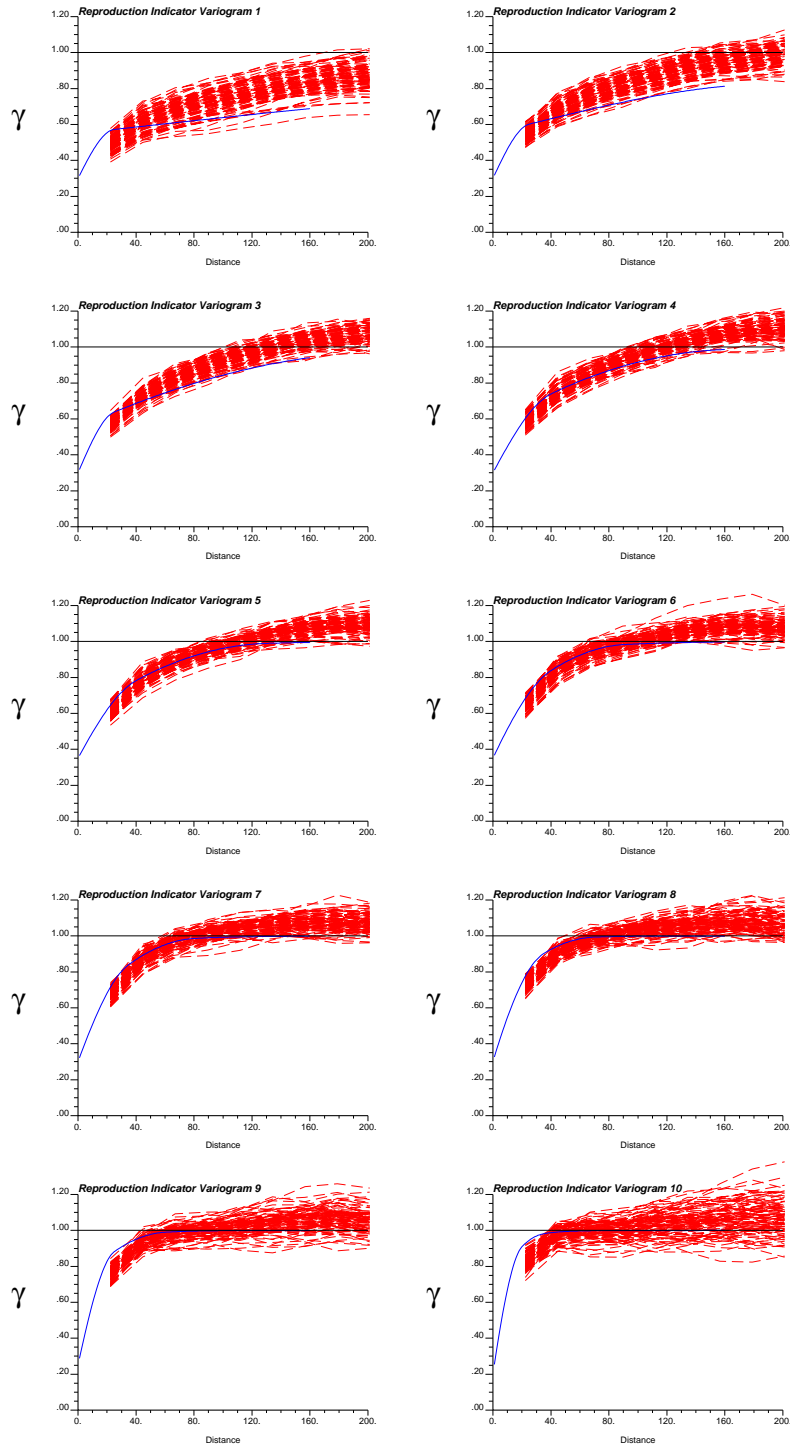 Reproduction Indicator Variogram 1
γ
1.20
1.00
.80
.60
.40
.20
.00
0. 40. 80. 120. 160. 200.
Distance
Reproduction Indicator Variogram 2
γ
1.20
1.00
.80
.60
.40
.20
.00
0. 40. 80. 120. 160. 200.
Distance
Reproduction Indicator Variogram 3
γ
1.20
1.00
.80
.60
.40
.20
.00
0. 40. 80. 120. 160. 200.
Distance
Reproduction Indicator Variogram 4
γ
1.20
1.00
.80
.60
.40
.20
.00
0. 40. 80. 120. 160. 200.
Distance
Reproduction Indicator Variogram 5
γ
1.20
1.00
.80
.60
.40
.20
.00
0. 40. 80. 120. 160. 200.
Distance
Reproduction Indicator Variogram 6
γ
1.20
1.00
.80
.60
.40
.20
.00
0. 40. 80. 120. 160. 200.
Distance
Reproduction Indicator Variogram 7
γ
1.20
1.00
.80
.60
.40
.20
.00
0. 40. 80. 120. 160. 200.
Distance
Reproduction Indicator Variogram 8
γ
1.20
1.00
.80
.60
.40
.20
.00
0. 40. 80. 120. 160. 200.
Distance
Reproduction Indicator Variogram 9
γ
1.20
1.00
.80
.60
.40
.20
.00
0. 40. 80. 120. 160. 200.
Distance
Reproduction Indicator Variogram 10
γ
1.20
1.00
.80
.60
.40
.20
.00
0. 40. 80. 120. 160. 200.
Distance